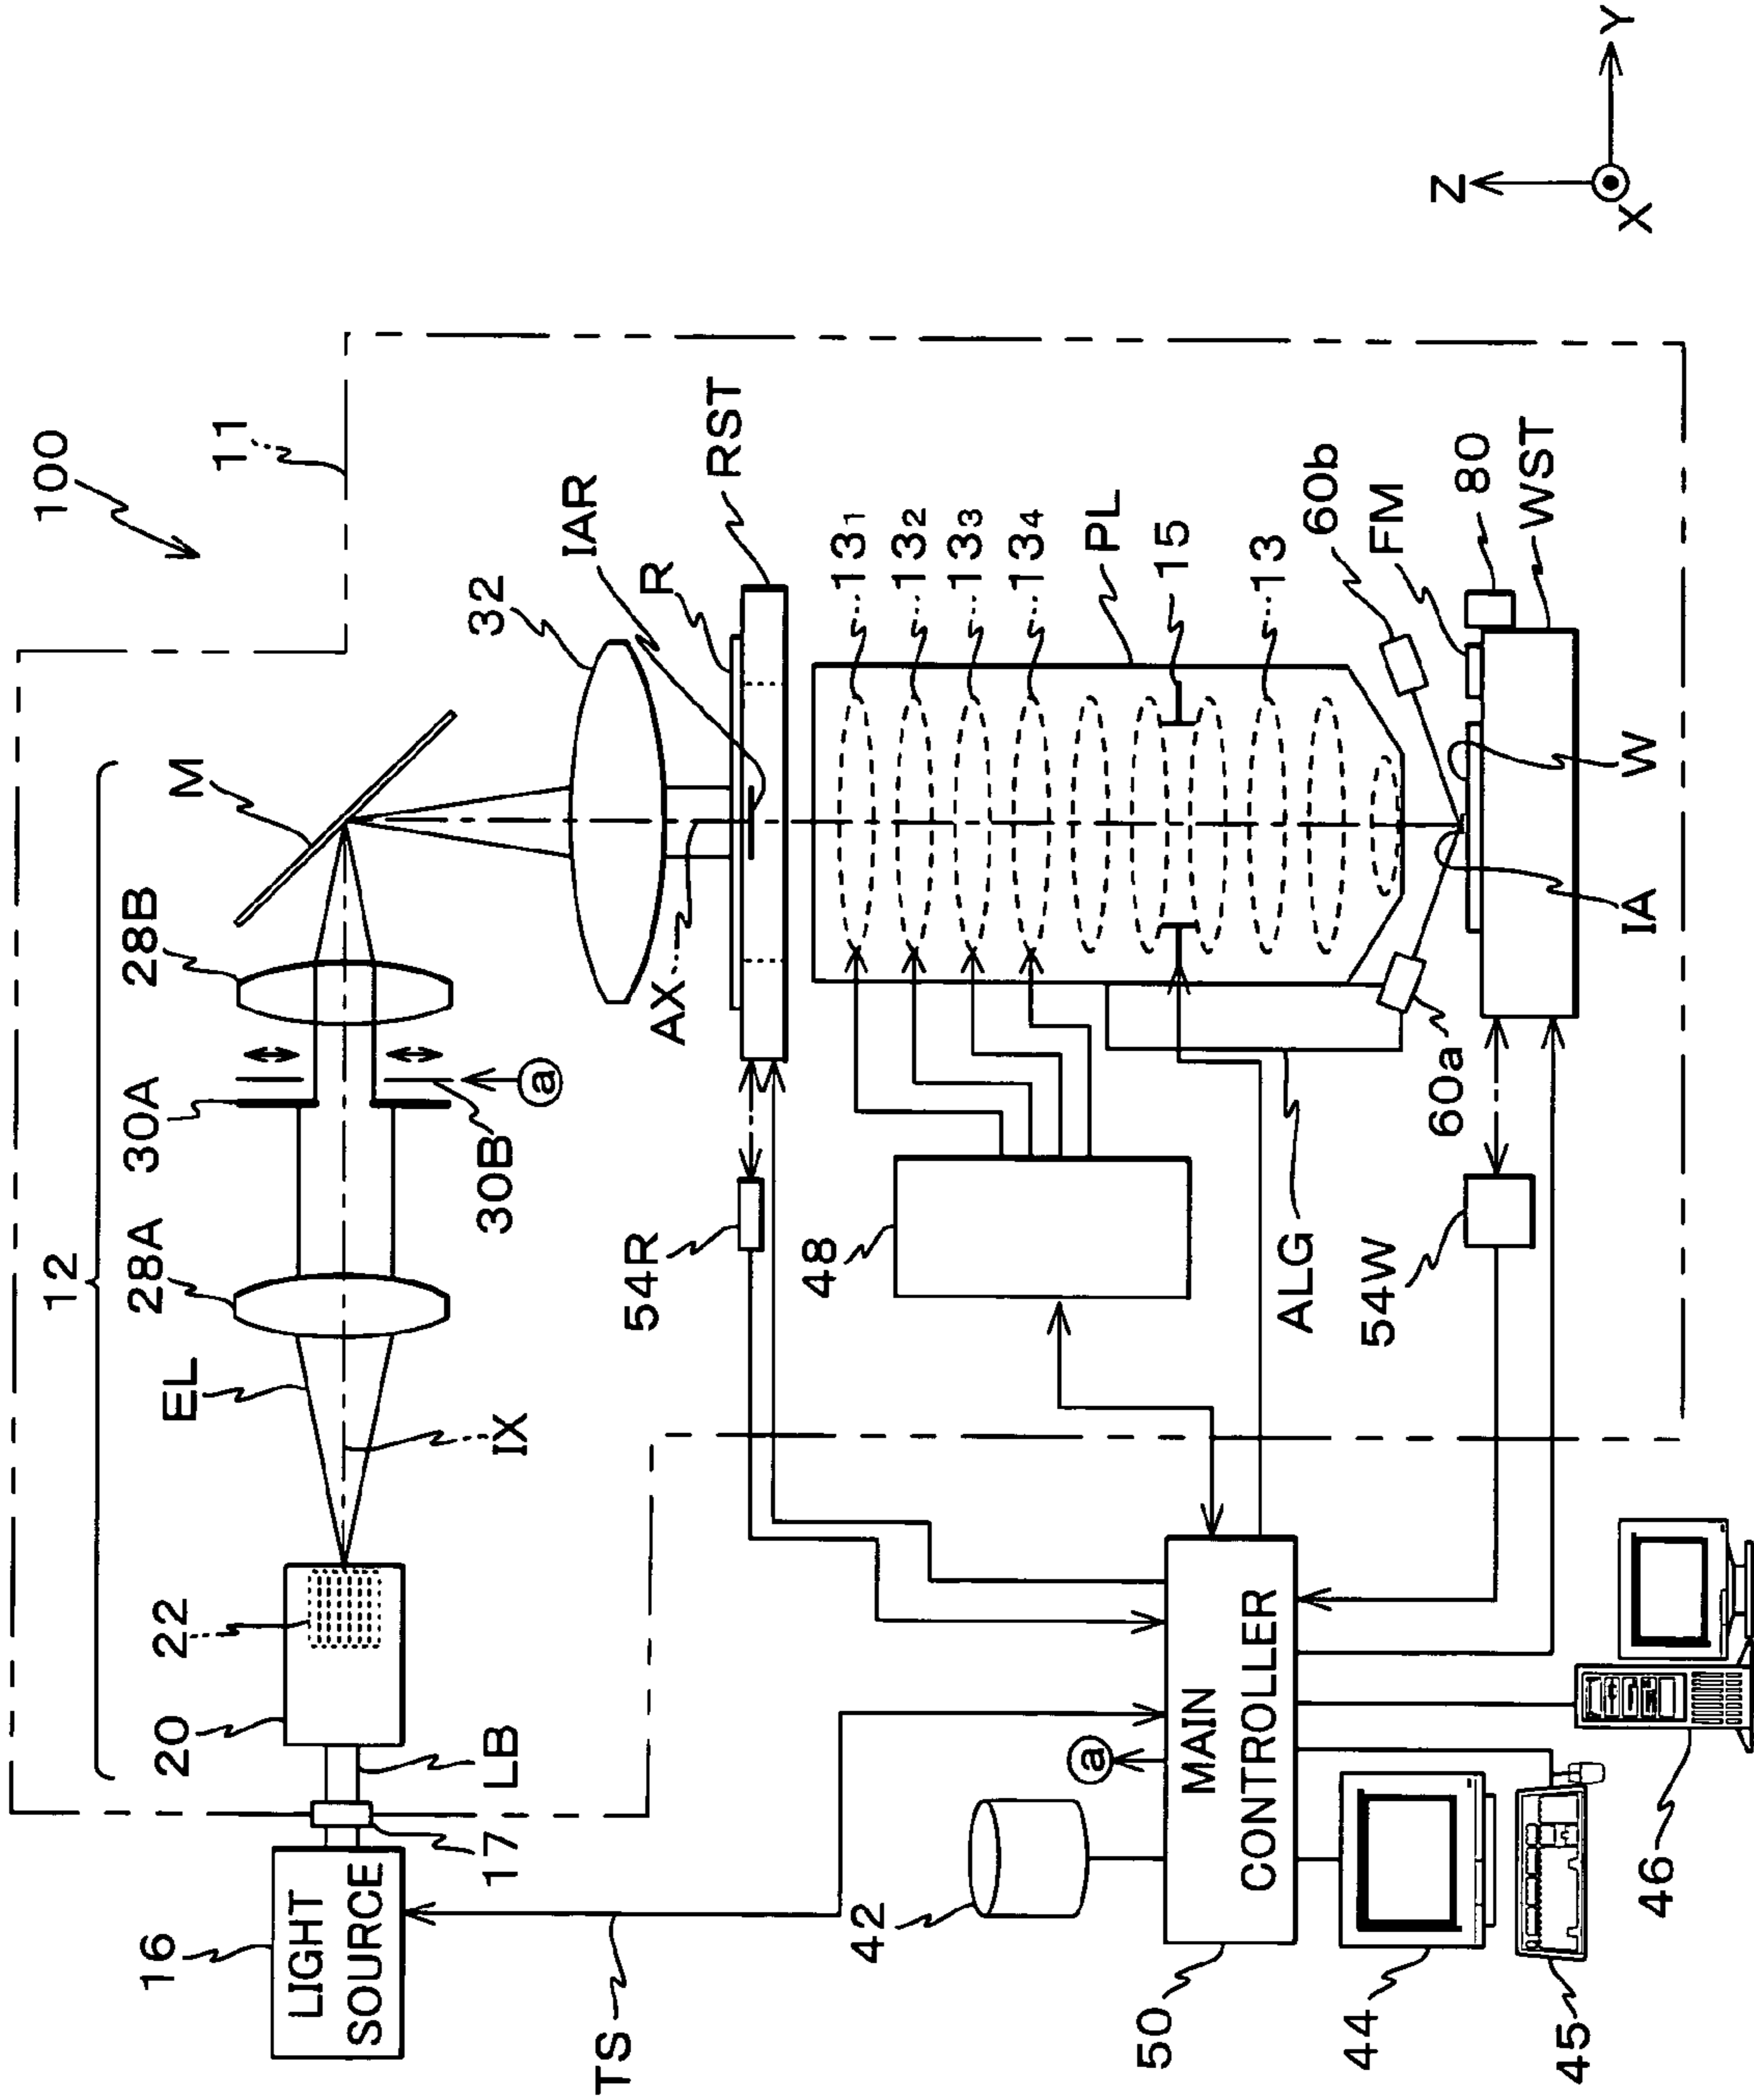 100
11
12
M
28B
30A
28A
EL
22
20
16
LIGHT
SOURCE
17
LB
IX
30B
a
32
IAR
R
RST
AX
54R
TS
13₁
13₂
13₃
13₄
PL
15
13
60b
FM
80
WST
W
IA
60a
48
ALG
54W
42
a
MAIN
CONTROLLER
50
44
45
46
Z
Y
X